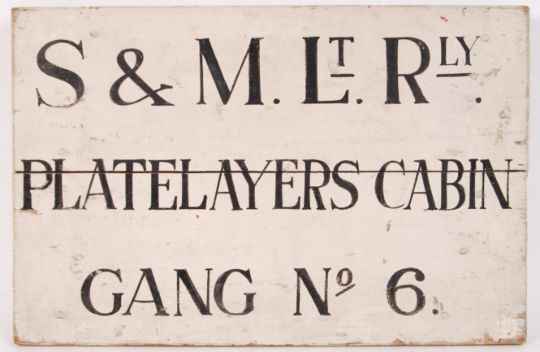 S & M. Lᵀ. Rᴸʸ.
PLATELAYERS CABIN
GANG Nº 6.